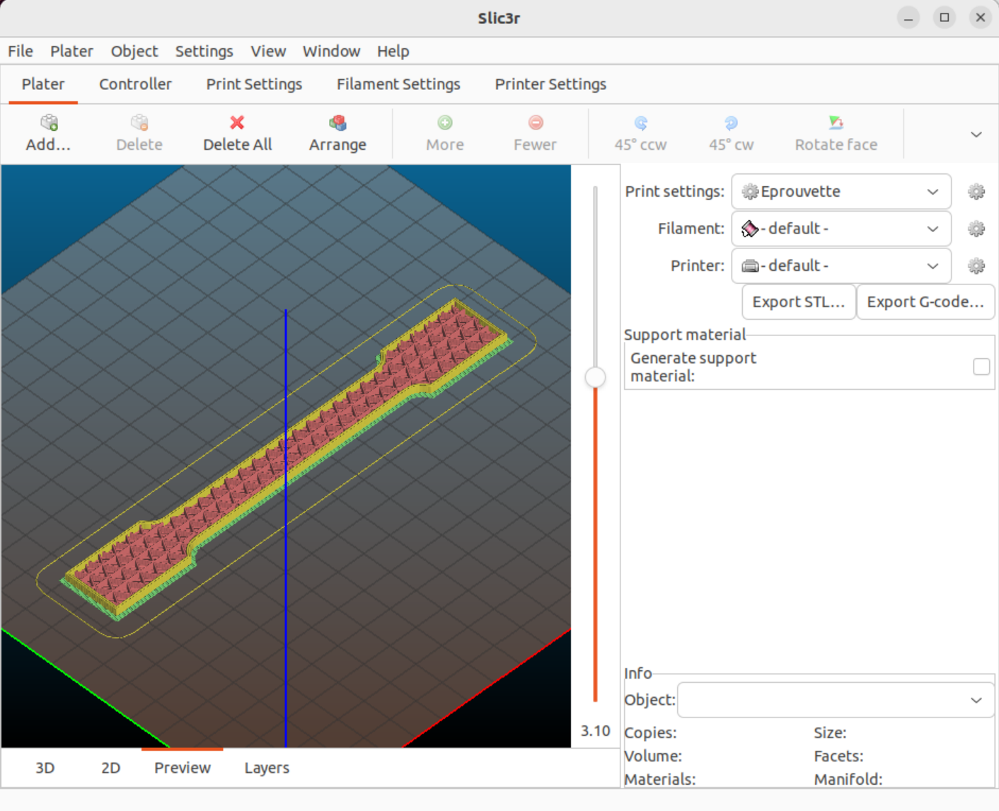 Slic3r
File Plater Object Settings View Window Help
Plater Controller Print Settings Filament Settings Printer Settings
Add... Delete Delete All Arrange More Fewer 45° ccw 45° cw Rotate face
Print settings: Eprouvette
Filament: - default -
Printer: - default -
Export STL... Export G-code...
Support material
Generate support
material:
Info
Object:
Copies: Size:
Volume: Facets:
Materials: Manifold:
3.10
3D 2D Preview Layers